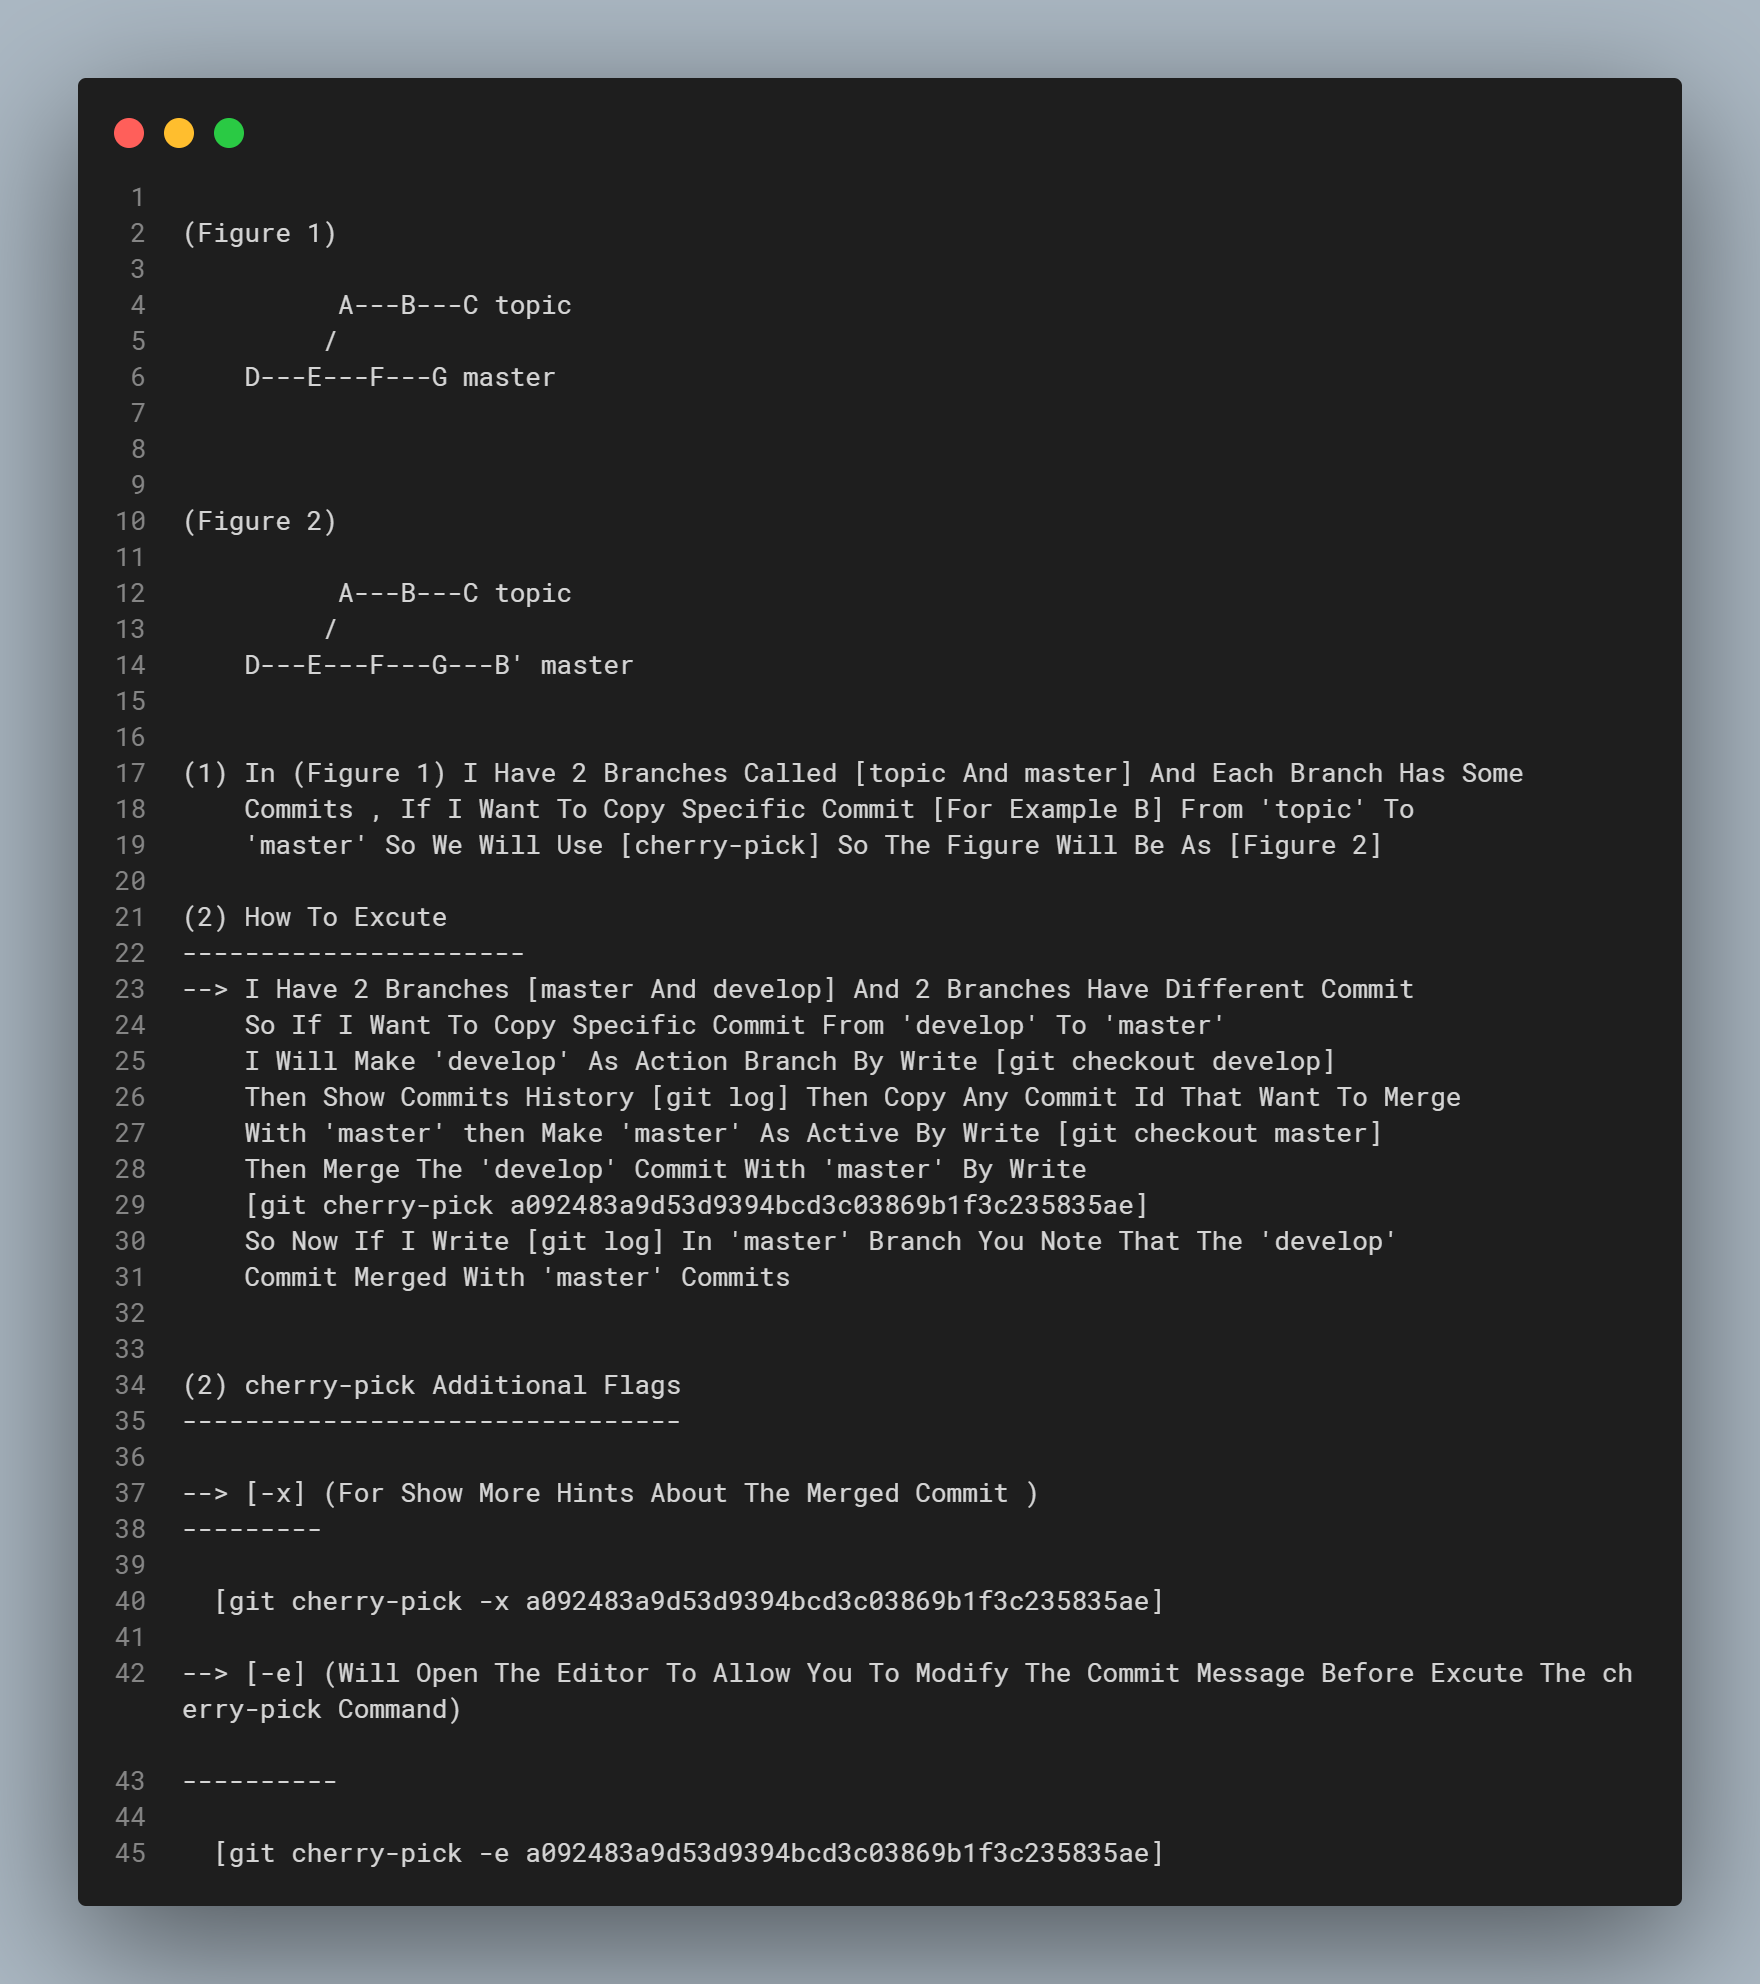 1
2 (Figure 1)
3
4           A---B---C topic
5          /
6     D---E---F---G master
7
8
9
10 (Figure 2)
11
12           A---B---C topic
13          /
14     D---E---F---G---B' master
15
16
17 (1) In (Figure 1) I Have 2 Branches Called [topic And master] And Each Branch Has Some
18     Commits , If I Want To Copy Specific Commit [For Example B] From 'topic' To
19     'master' So We Will Use [cherry-pick] So The Figure Will Be As [Figure 2]
20
21 (2) How To Excute
22 ----------------------
23 --> I Have 2 Branches [master And develop] And 2 Branches Have Different Commit
24     So If I Want To Copy Specific Commit From 'develop' To 'master'
25     I Will Make 'develop' As Action Branch By Write [git checkout develop]
26     Then Show Commits History [git log] Then Copy Any Commit Id That Want To Merge
27     With 'master' then Make 'master' As Active By Write [git checkout master]
28     Then Merge The 'develop' Commit With 'master' By Write
29     [git cherry-pick a092483a9d53d9394bcd3c03869b1f3c235835ae]
30     So Now If I Write [git log] In 'master' Branch You Note That The 'develop'
31     Commit Merged With 'master' Commits
32
33
34 (2) cherry-pick Additional Flags
35 --------------------------------
36
37 --> [-x] (For Show More Hints About The Merged Commit )
38 ---------
39
40   [git cherry-pick -x a092483a9d53d9394bcd3c03869b1f3c235835ae]
41
42 --> [-e] (Will Open The Editor To Allow You To Modify The Commit Message Before Excute The ch
erry-pick Command)
43 ----------
44
45   [git cherry-pick -e a092483a9d53d9394bcd3c03869b1f3c235835ae]